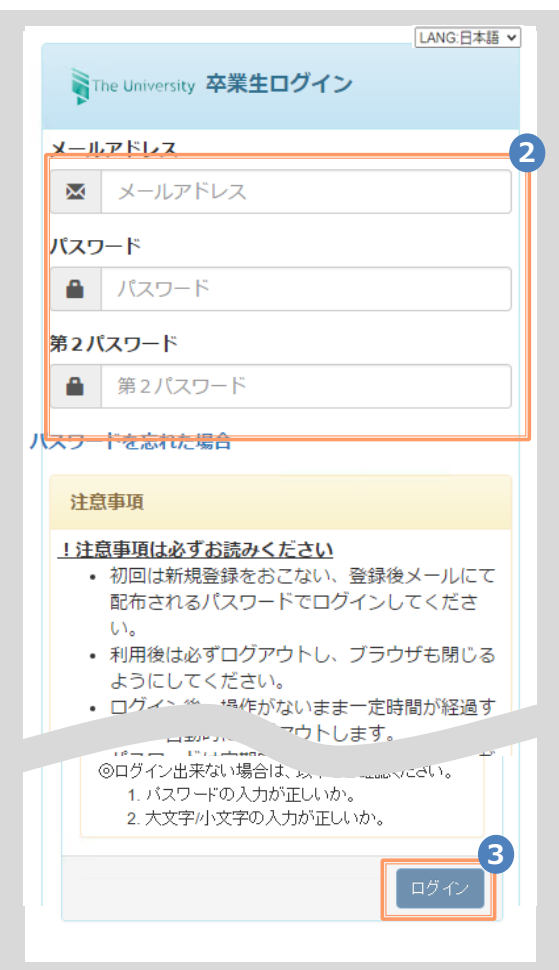 LANG:日本語
The University 卒業生ログイン
メールアドレス
2
メールアドレス
パスワード
パスワード
第2パスワード
第2パスワード
パスワードを忘れた場合
注意事項
!注意事項は必ずお読みください
• 初回は新規登録をおこない、登録後メールにて
配布されるパスワードでログインしてくださ
い。
• 利用後は必ずログアウトし、ブラウザも閉じる
ようにしてください。
• ログイン後、操作がないまま一定時間が経過す
アウトします。
◎ログイン出来ない場合は、以 ください。
1. パスワードの入力が正しいか。
2. 大文字/小文字の入力が正しいか。
3
ログイン